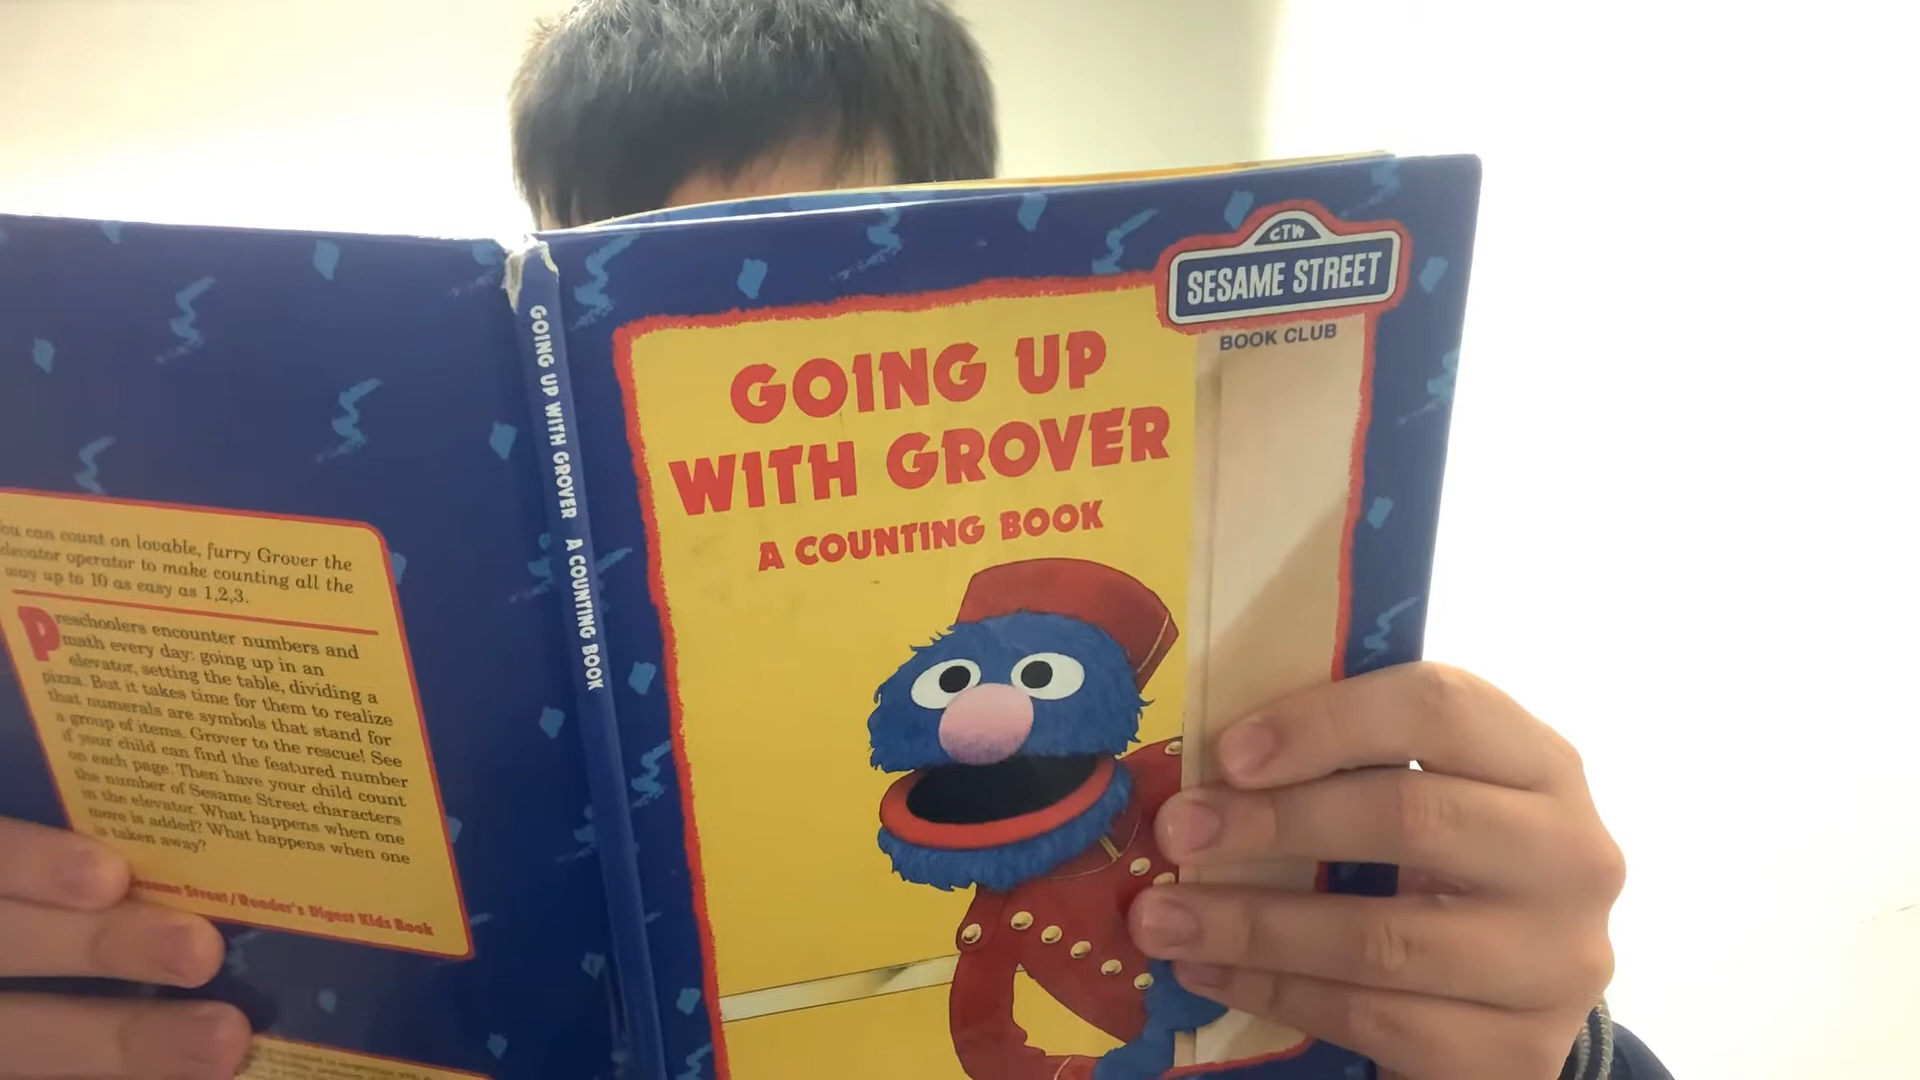 You can count on lovable, furry Grover the
elevator operator to make counting all the
way up to 10 as easy as 1,2,3.
Preschoolers encounter numbers and
math every day: going up in an
elevator, setting the table, dividing a
pizza. But it takes time for them to realize
that numerals are symbols that stand for
a group of items. Grover to the rescue! See
if your child can find the featured number
on each page. Then have your child count
the number of Sesame Street characters
in the elevator. What happens when one
more is added? What happens when one
is taken away?
Sesame Street/Reader's Digest Kids Book
GOING UP WITH GROVER A COUNTING BOOK
CTW
SESAME STREET
BOOK CLUB
GOING UP
WITH GROVER
A COUNTING BOOK